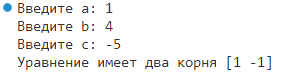 Введите a: 1
Введите b: 4
Введите c: -5
Уравнение имеет два корня [1 -1]